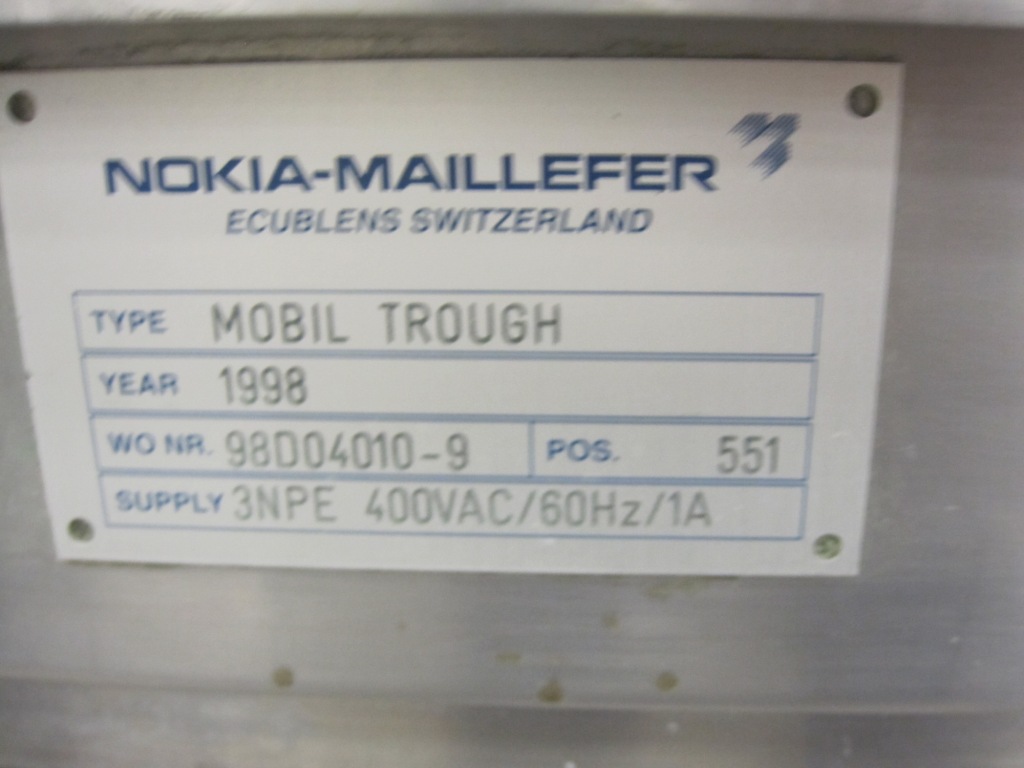 NOKIA-MAILLEFER
ECUBLENS SWITZERLAND
TYPE MOBIL TROUGH
YEAR 1998
WO NR. 98D04010-9 POS. 551
SUPPLY 3NPE 400VAC/60Hz/1A